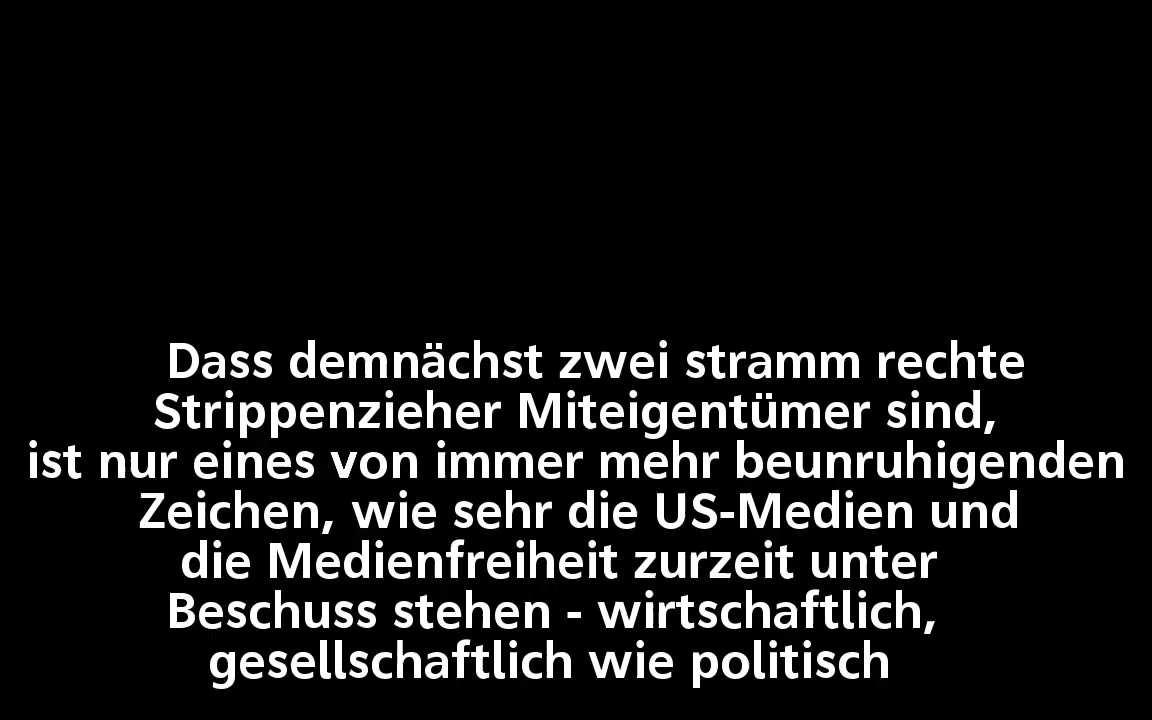 Dass demnächst zwei stramm rechte
Strippenzieher Miteigentümer sind,
ist nur eines von immer mehr beunruhigenden
Zeichen, wie sehr die US-Medien und
die Medienfreiheit zurzeit unter
Beschuss stehen - wirtschaftlich,
gesellschaftlich wie politisch